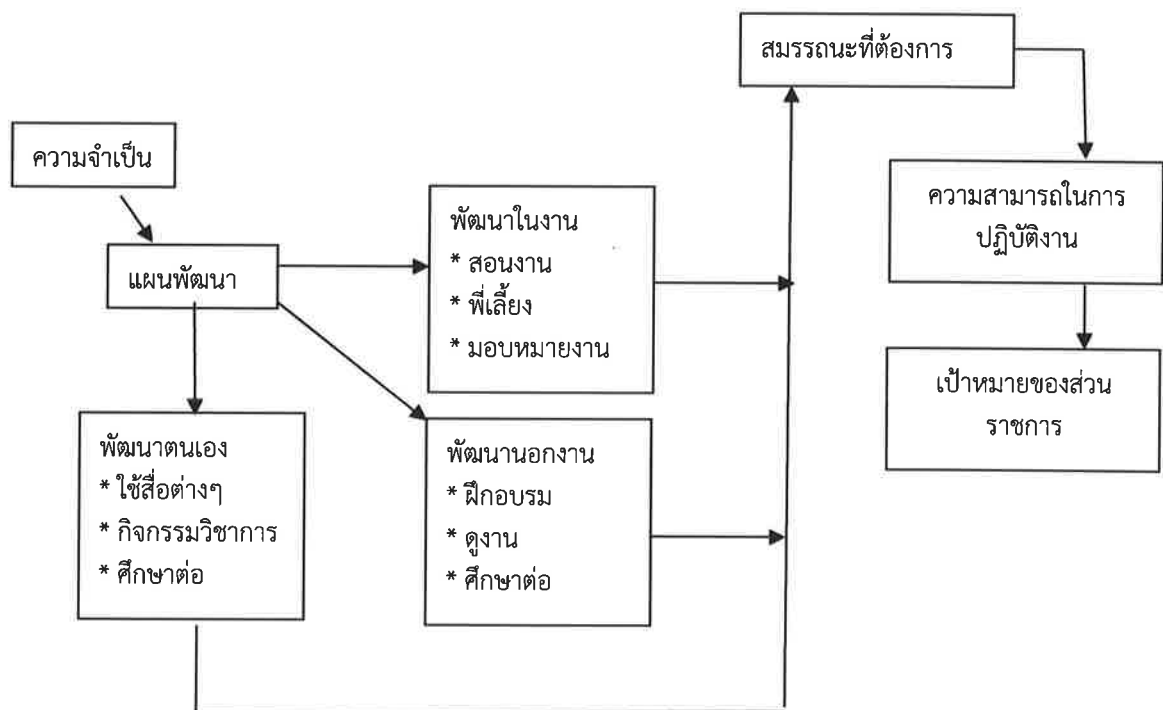 สมรรถนะที่ต้องการ
ความจำเป็น
ความสามารถในการ
ปฏิบัติงาน
แผนพัฒนา
พัฒนาในงาน
* สอนงาน
* พี่เลี้ยง
* มอบหมายงาน
เป้าหมายของส่วน
ราชการ
พัฒนาตนเอง
* ใช้สื่อต่างๆ
* กิจกรรมวิชาการ
* ศึกษาต่อ
พัฒนานอกงาน
* ฝึกอบรม
* ดูงาน
* ศึกษาต่อ